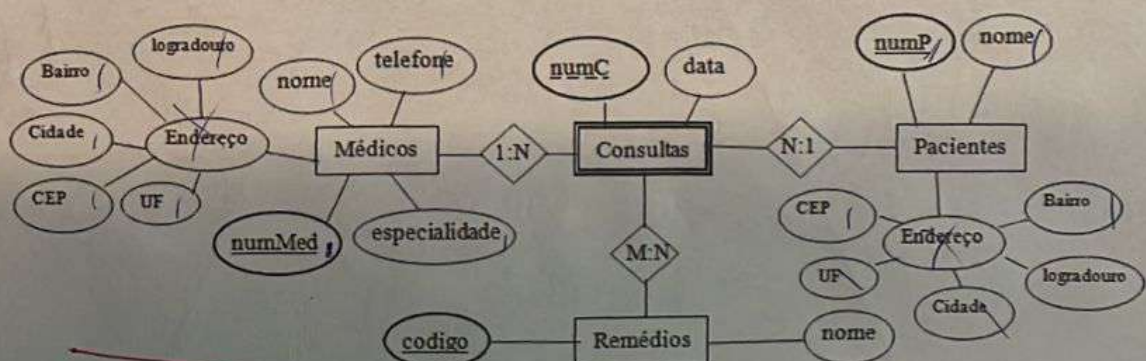 logradouro
Bairro
nome
telefone
numC
data
numP
nome
Cidade
Endereço
Médicos
1:N
Consultas
N:1
Pacientes
CEP
UF
numMed
especialidade
M:N
CEP
Endereço
Bairro
UF
Cidade
logradouro
codigo
Remédios
nome